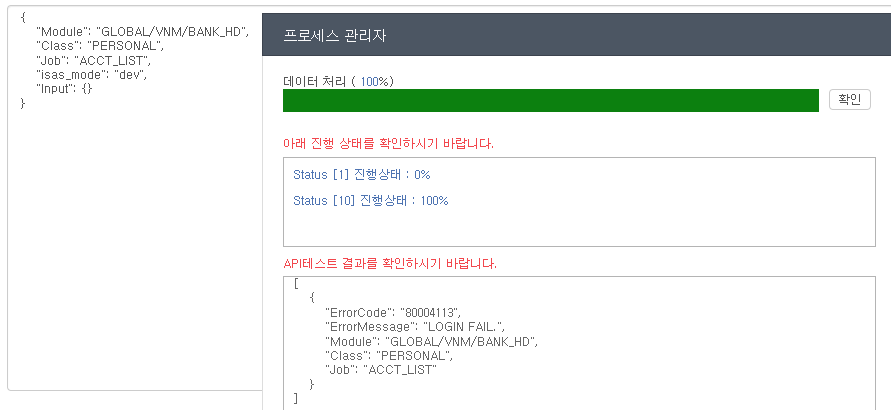 {
"Module": "GLOBAL/VNM/BANK_HD",
"Class": "PERSONAL",
"Job": "ACCT_LIST",
"isas_mode": "dev",
"Input": {}
}
프로세스 관리자
데이터 처리 ( 100%)
확인
아래 진행 상태를 확인하시기 바랍니다.
Status [1] 진행상태 : 0%
Status [10] 진행상태 : 100%
API테스트 결과를 확인하시기 바랍니다.
[
{
"ErrorCode": "80004113",
"ErrorMessage": "LOGIN FAIL.",
"Module": "GLOBAL/VNM/BANK_HD",
"Class": "PERSONAL",
"Job": "ACCT_LIST"
}
]